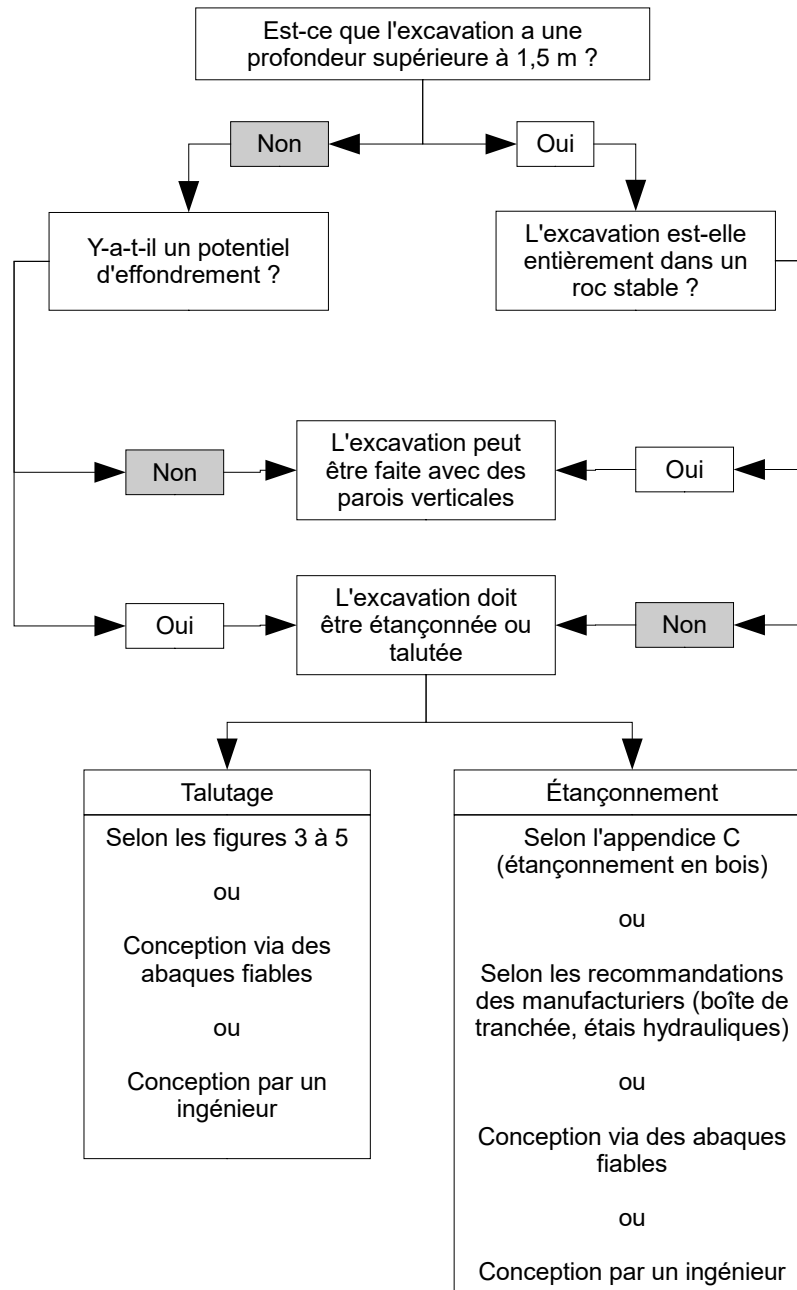 Est-ce que l'excavation a une
profondeur supérieure à 1,5 m ?
Non
Oui
Y-a-t-il un potentiel
d'effondrement ?
L'excavation est-elle
entièrement dans un
roc stable ?
Non
L'excavation peut
être faite avec des
parois verticales
Oui
Oui
L'excavation doit
être étançonnée ou
talutée
Non
Talutage
Selon les figures 3 à 5
ou
Conception via des
abaques fiables
ou
Conception par un
ingénieur
Étançonnement
Selon l'appendice C
(étançonnement en bois)
ou
Selon les recommandations
des manufacturiers (boîte de
tranchée, étais hydrauliques)
ou
Conception via des abaques
fiables
ou
Conception par un ingénieur